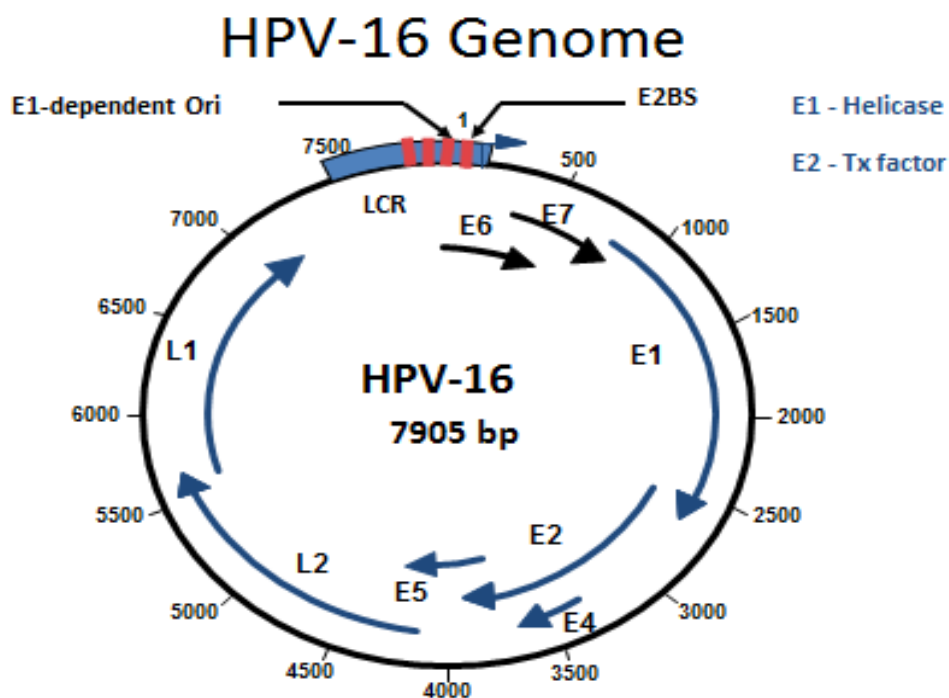 HPV-16 Genome
E1-dependent Ori
E2BS
E1 - Helicase
E2 - Tx factor
1
7500
500
LCR
E6
E7
7000
1000
6500
1500
L1
E1
HPV-16
7905 bp
6000
2000
5500
2500
E2
L2
E5
E4
5000
3000
4500
3500
4000